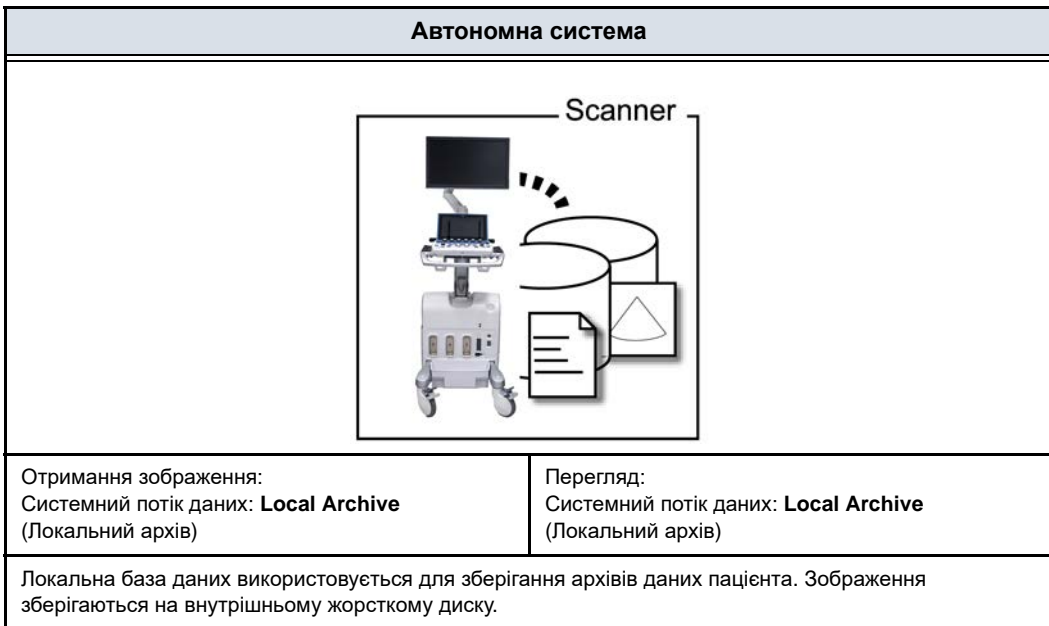 Автономна система
Scanner
Отримання зображення:
Системний потік даних: Local Archive
(Локальний архів)
Перегляд:
Системний потік даних: Local Archive
(Локальний архів)
Локальна база даних використовується для зберігання архівів даних пацієнта. Зображення
зберігаються на внутрішньому жорсткому диску.